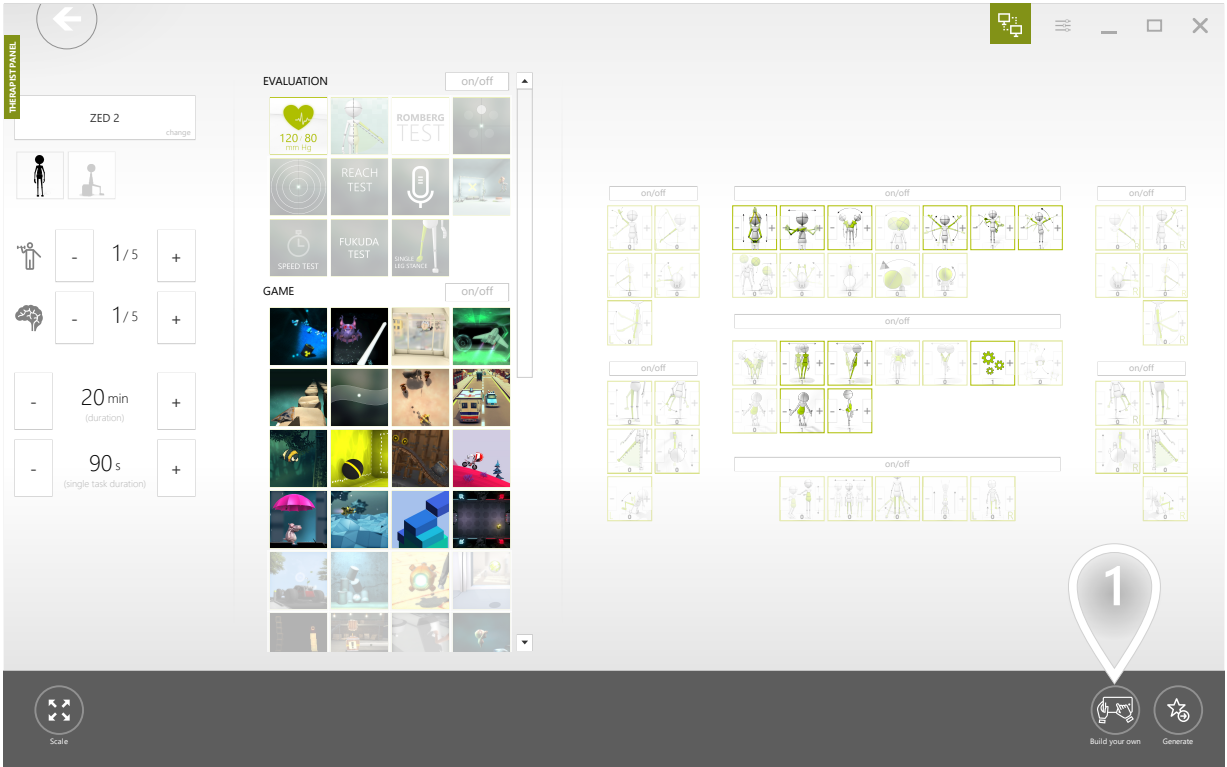 THERAPIST PANEL
ZED 2
change
1/5
-
+
1/5
-
+
20 min
(duration)
-
+
90 s
(single task duration)
-
+
EVALUATION
on/off
120 80
mm Hg
ROMBERG
TEST
REACH
TEST
SPEED TEST
FUKUDA
TEST
SINGLE
LEG STANCE
GAME
on/off
on/off
on/off
on/off
on/off
on/off
on/off
on/off
1
Scale
Build your own
Generate